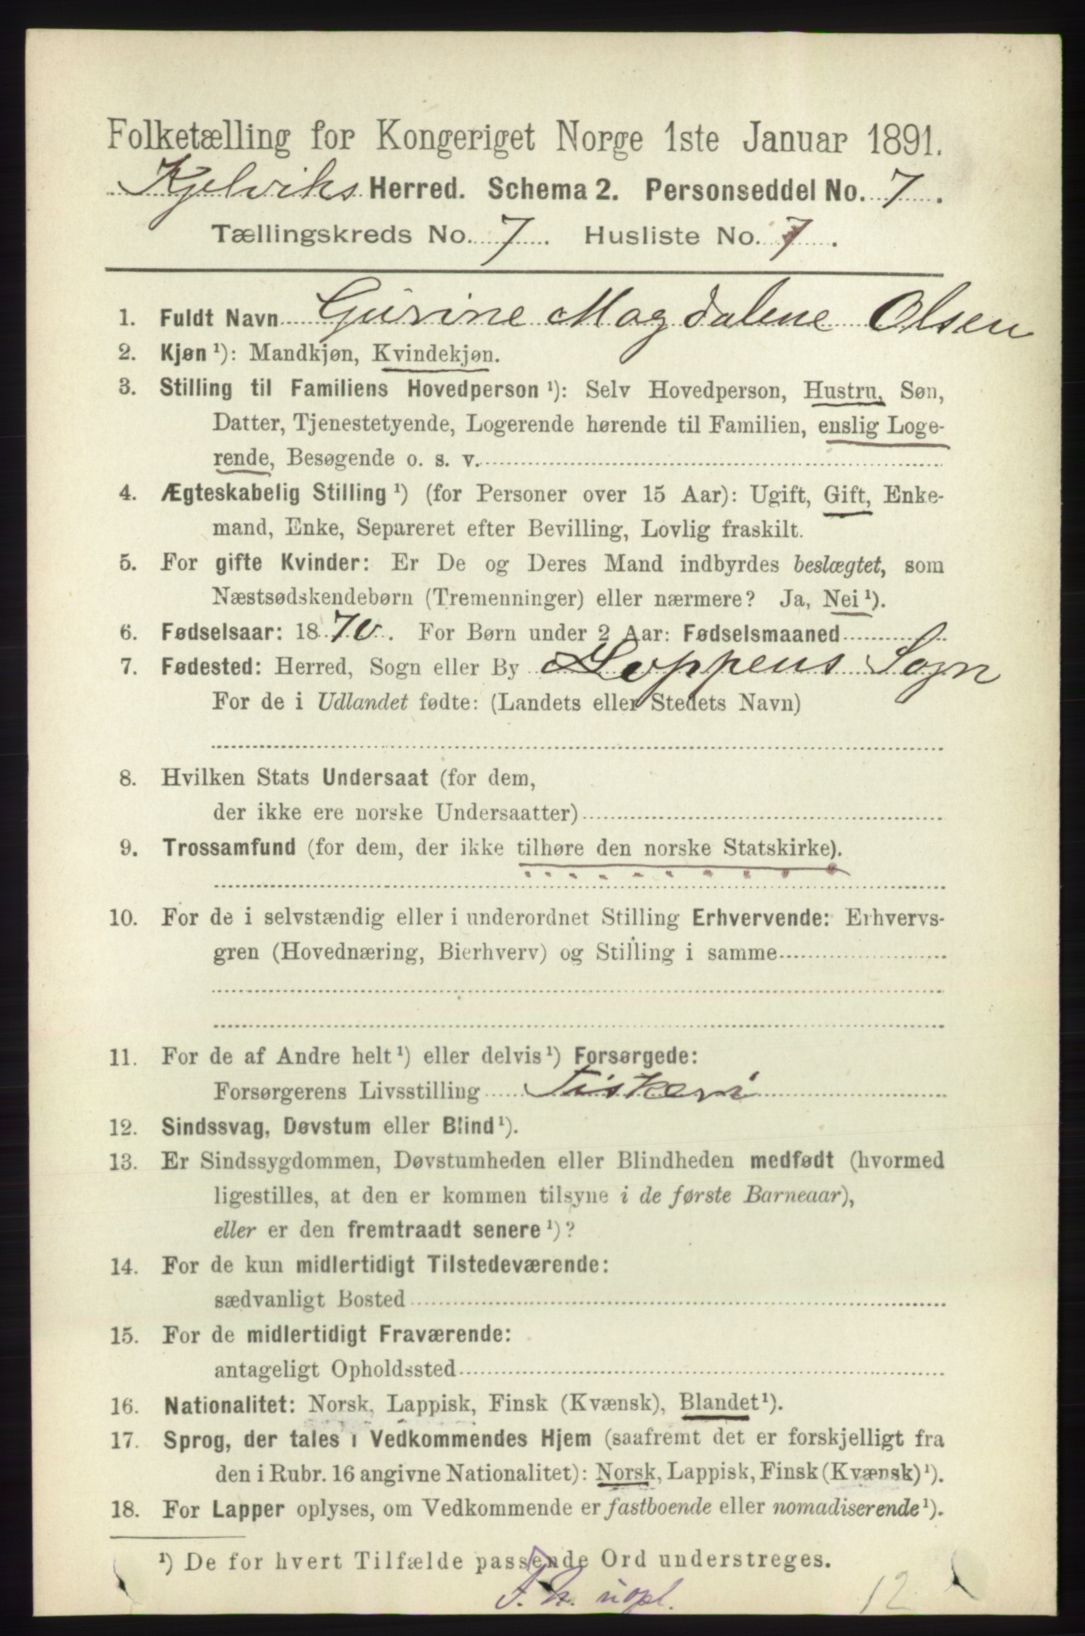 Folketælling for Kongeriget Norge 1ste Januar 1891.
Kjelviks Herred. Schema 2. Personseddel No. 7.
Tællingskreds No. 7. Husliste No. 7.
1. Fuldt Navn Gurine Magdalene Olsen
2. Kjøn ¹): Mandkjøn, Kvindekjøn.
3. Stilling til Familiens Hovedperson ¹): Selv Hovedperson, Hustru, Søn,
Datter, Tjenestetyende, Logerende hørende til Familien, enslig Loge-
rende, Besøgende o. s. v.
4. Ægteskabelig Stilling ¹) (for Personer over 15 Aar): Ugift, Gift, Enke-
mand, Enke, Separeret efter Bevilling, Lovlig fraskilt.
5. For gifte Kvinder: Er De og Deres Mand indbyrdes beslægtet, som
Næstsødskendebørn (Tremenninger) eller nærmere? Ja, Nei ¹).
6. Fødselsaar: 1870. For Børn under 2 Aar: Fødselsmaaned
7. Fødested: Herred, Sogn eller By Loppens Sogn
For de i Udlandet fødte: (Landets eller Stedets Navn)
8. Hvilken Stats Undersaat (for dem,
der ikke ere norske Undersaatter)
9. Trossamfund (for dem, der ikke tilhøre den norske Statskirke).
10. For de i selvstændig eller i underordnet Stilling Erhvervende: Erhvervs-
gren (Hovednæring, Bierhverv) og Stilling i samme
11. For de af Andre helt ¹) eller delvis ¹) Forsørgede:
Forsørgerens Livsstilling Fiskeri
12. Sindssvag, Døvstum eller Blind ¹).
13. Er Sindssygdommen, Døvstumheden eller Blindheden medfødt (hvormed
ligestilles, at den er kommen tilsyne i de første Barneaar),
eller er den fremtraadt senere ¹)?
14. For de kun midlertidigt Tilstedeværende:
sædvanligt Bosted
15. For de midlertidigt Fraværende:
antageligt Opholdssted
16. Nationalitet: Norsk, Lappisk, Finsk (Kvænsk), Blandet ¹).
17. Sprog, der tales i Vedkommendes Hjem (saafremt det er forskjelligt fra
den i Rubr. 16 angivne Nationalitet): Norsk, Lappisk, Finsk (Kvænsk) ¹).
18. For Lapper oplyses, om Vedkommende er fastboende eller nomadiserende ¹).
¹) De for hvert Tilfælde passende Ord understreges.
12